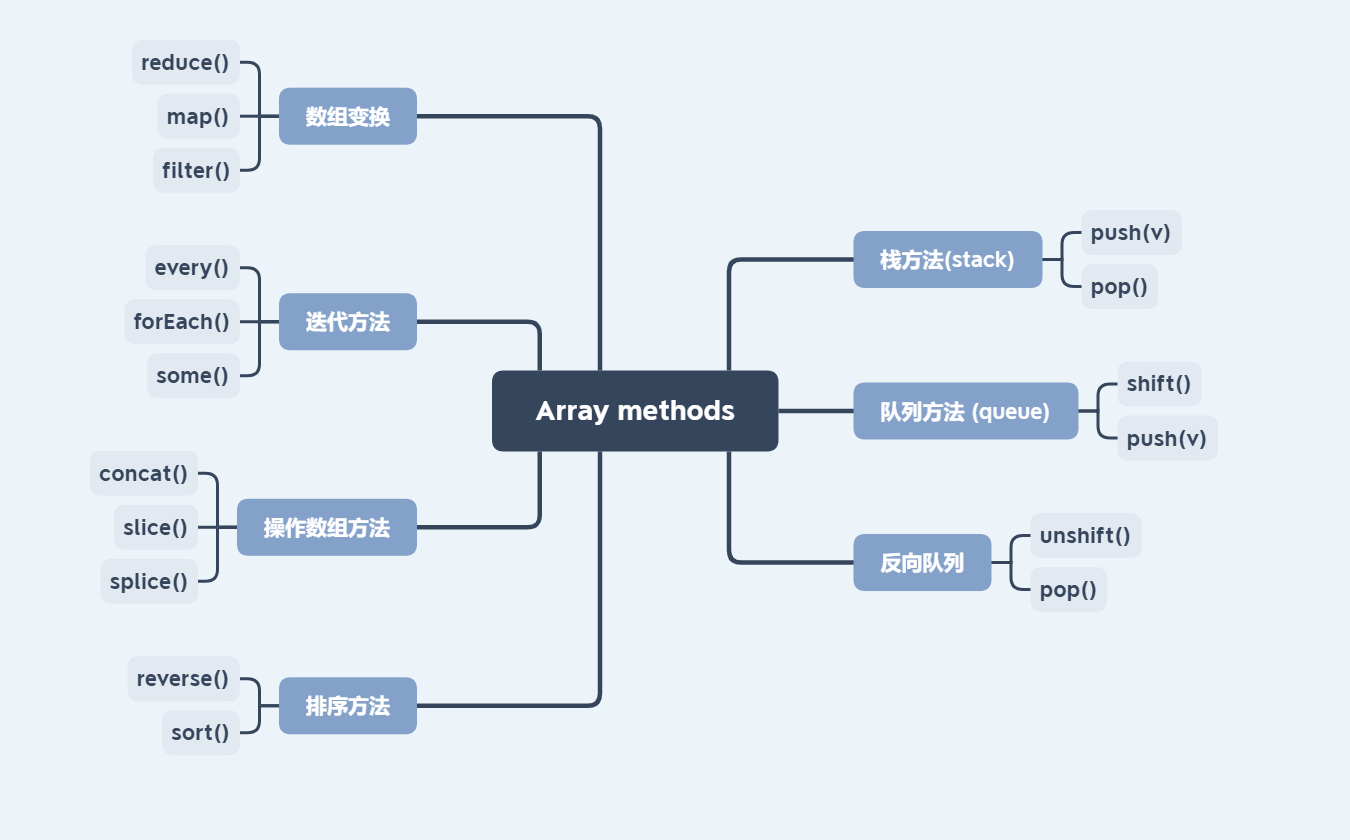 Array methods
数组变换
reduce()
map()
filter()
迭代方法
every()
forEach()
some()
操作数组方法
concat()
slice()
splice()
排序方法
reverse()
sort()
栈方法(stack)
push(v)
pop()
队列方法 (queue)
shift()
push(v)
反向队列
unshift()
pop()